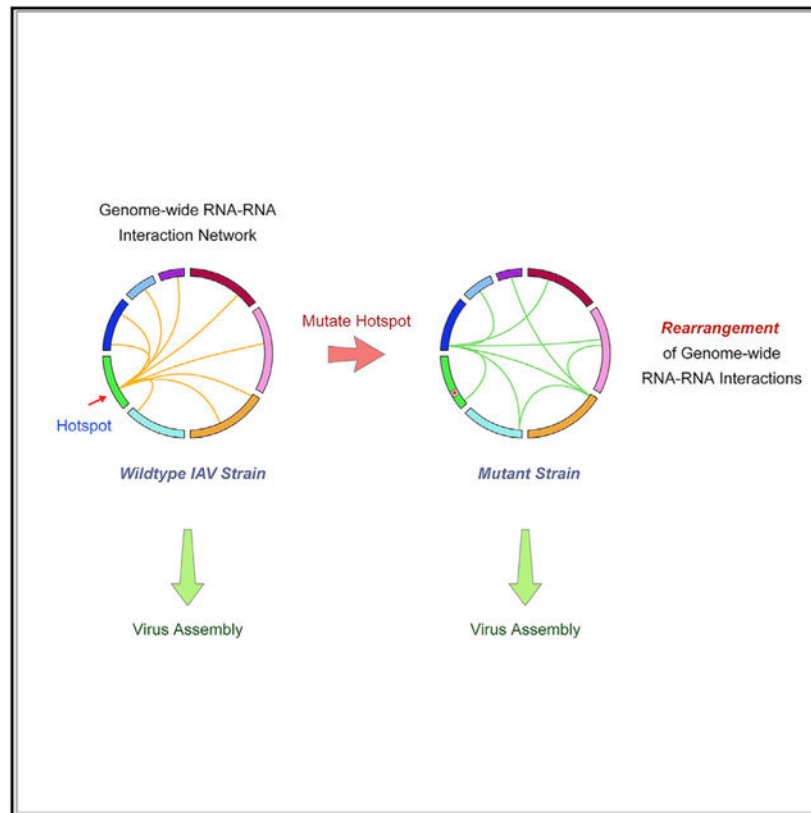 Genome-wide RNA-RNA
Interaction Network
Mutate Hotspot
Rearrangement
of Genome-wide
RNA-RNA Interactions
Hotspot
Wildtype IAV Strain
Mutant Strain
Virus Assembly
Virus Assembly